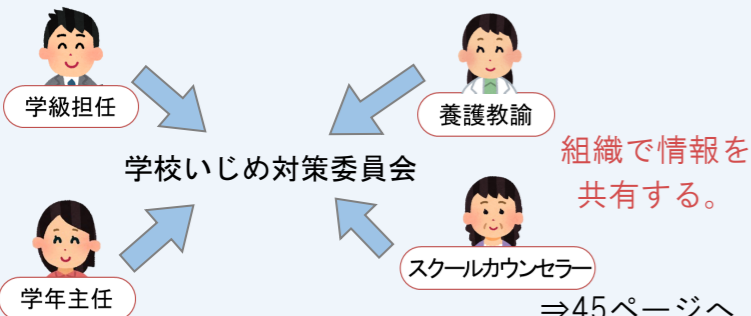 学級担任
養護教諭
学校いじめ対策委員会
組織で情報を
共有する。
学年主任
スクールカウンセラー
⇒45ページへ